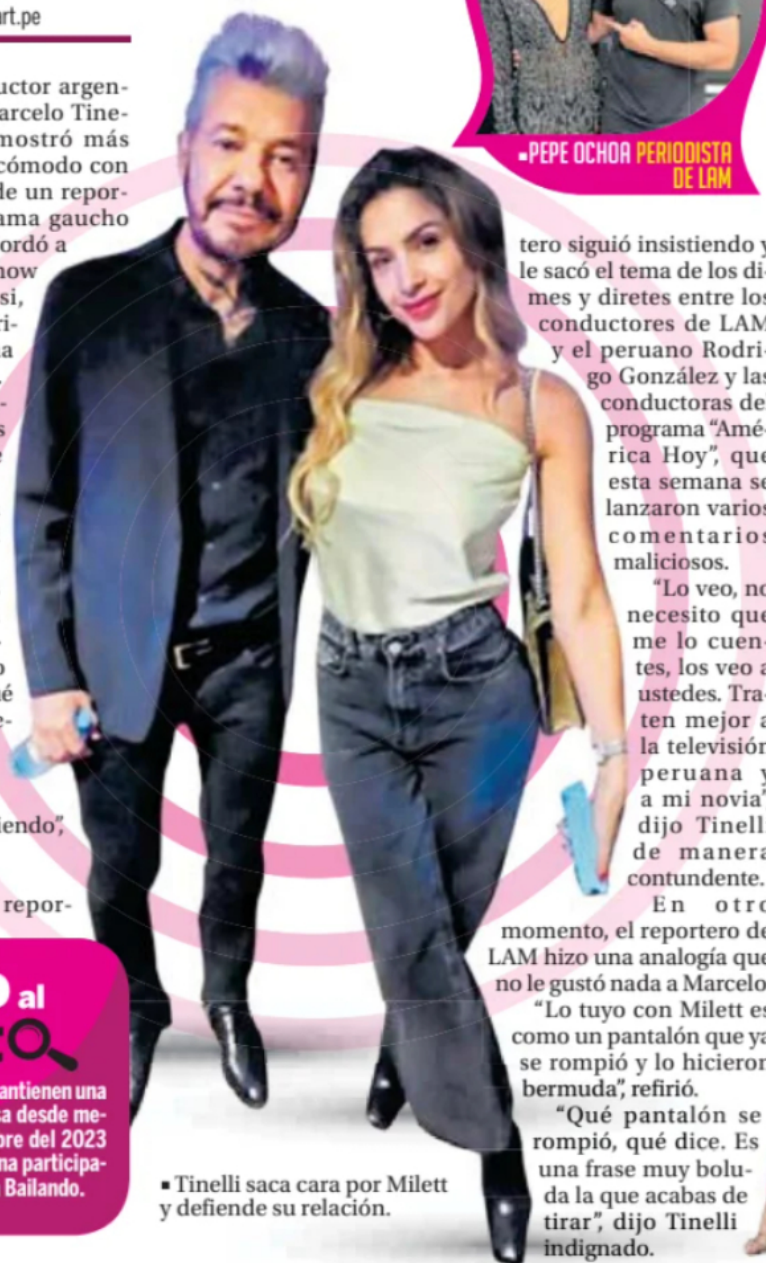 rt.pe
uctor argen-
arcelo Tine-
mostró más
cómodo con
de un repor-
ama gaucho
ordó a
now
si,
ri-
a
s
e
o
é
e-
iendo",
repor-
al
antienen una
sa desde me-
bre del 2023
na participa-
Bailando.
▪ Tinelli saca cara por Milett
y defiende su relación.
▪PEPE OCHOA PERIODISTA
DE LAM
tero siguió insistiendo y
le sacó el tema de los di-
mes y diretes entre los
conductores de LAM
y el peruano Rodri-
go González y las
conductoras de
programa "Amé-
rica Hoy", que
esta semana se
lanzaron varios
comentarios
maliciosos.
"Lo veo, no
necesito que
me lo cuen-
tes, los veo a
ustedes. Tra-
ten mejor a
la televisión
peruana y
a mi novia"
dijo Tinelli
de manera
contundente.
En otro
momento, el reportero de
LAM hizo una analogía que
no le gustó nada a Marcelo
"Lo tuyo con Milett es
como un pantalón que ya
se rompió y lo hicieron
bermuda", refirió.
"Qué pantalón se
rompió, qué dice. Es
una frase muy bolu-
da la que acabas de
tirar", dijo Tinelli
indignado.